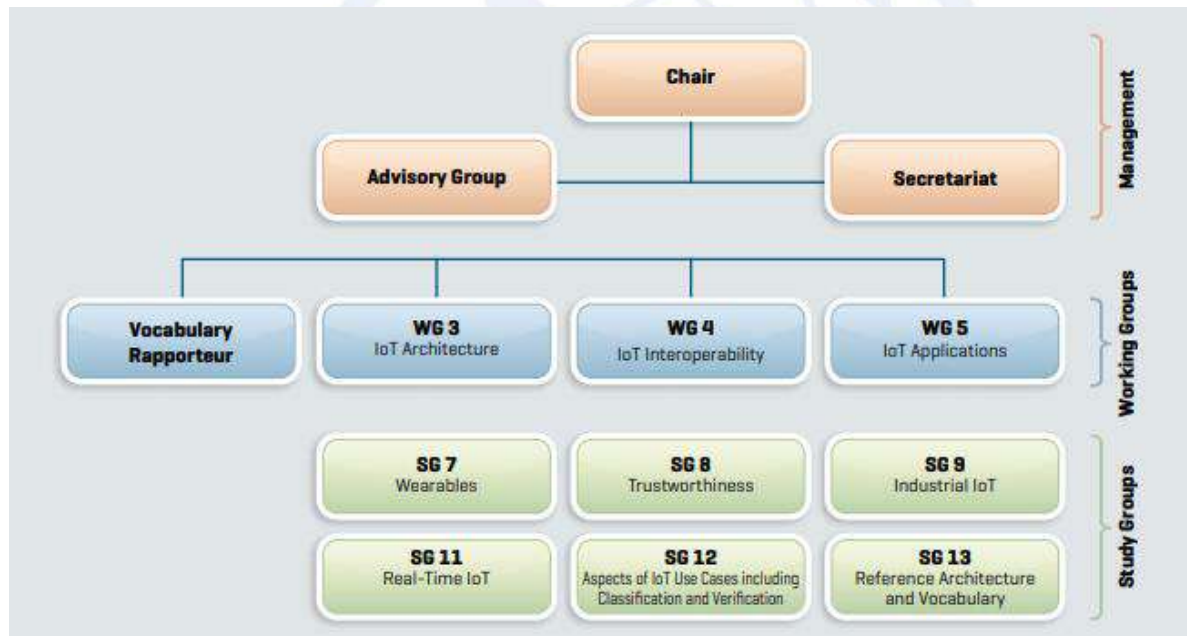 Chair
Advisory Group
Secretariat
Management
Vocabulary
Rapporteur
WG 3
IoT Architecture
WG 4
IoT Interoperability
WG 5
IoT Applications
Working Groups
SG 7
Wearables
SG 8
Trustworthiness
SG 9
Industrial IoT
SG 11
Real-Time IoT
SG 12
Aspects of IoT Use Cases including
Classification and Verification
SG 13
Reference Architecture
and Vocabulary
Study Groups